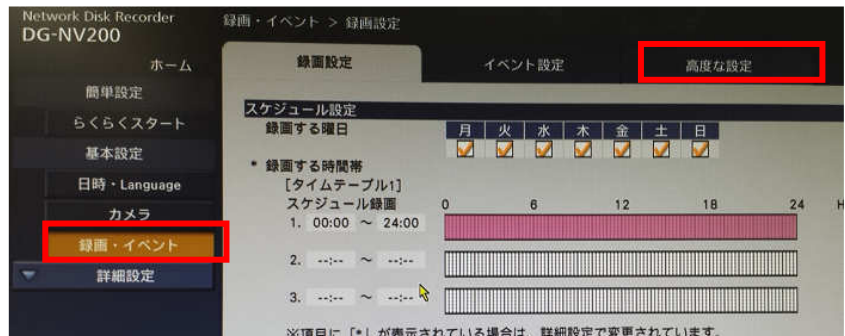 Network Disk Recorder
DG-NV200
録画・イベント > 録画設定
ホーム
簡単設定
らくらくスタート
基本設定
日時・Language
カメラ
録画・イベント
詳細設定
録画設定 イベント設定 高度な設定
スケジュール設定
録画する曜日 月 火 水 木 金 土 日
* 録画する時間帯
[タイムテーブル1]
スケジュール録画 0 6 12 18 24 H
1. 00:00 ～ 24:00
2. --:-- ～ --:--
3. --:-- ～ --:--
※項目に「*」が表示されている場合は、詳細設定で変更されています。